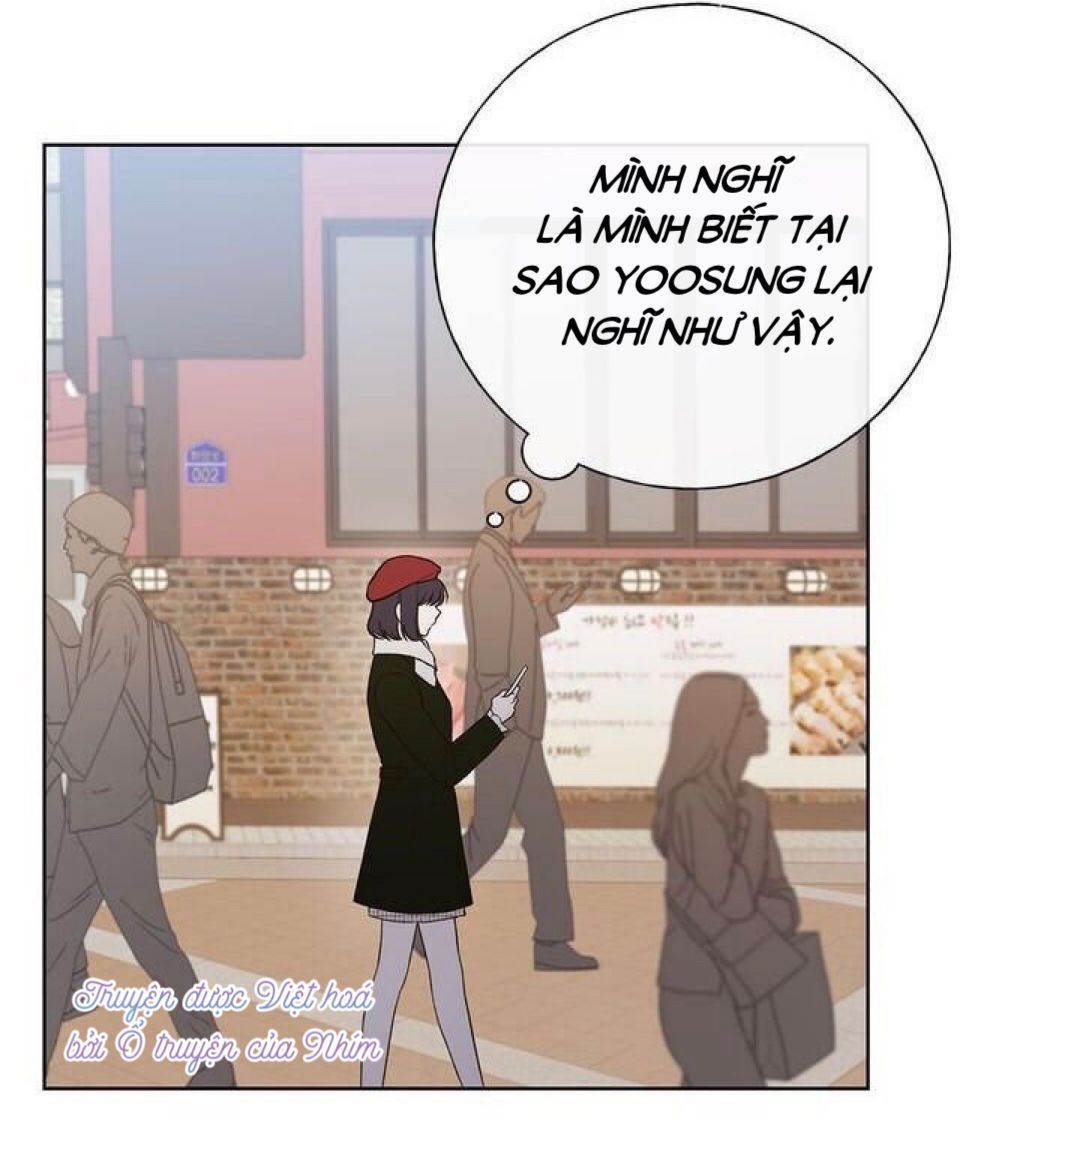 MÌNH NGHĨ
LÀ MÌNH BIẾT TẠI
SAO YOOSUNG LẠI
NGHĨ NHƯ VẬY.
002
Truyện được Việt hoá
bởi Ổ truyện của Nhím